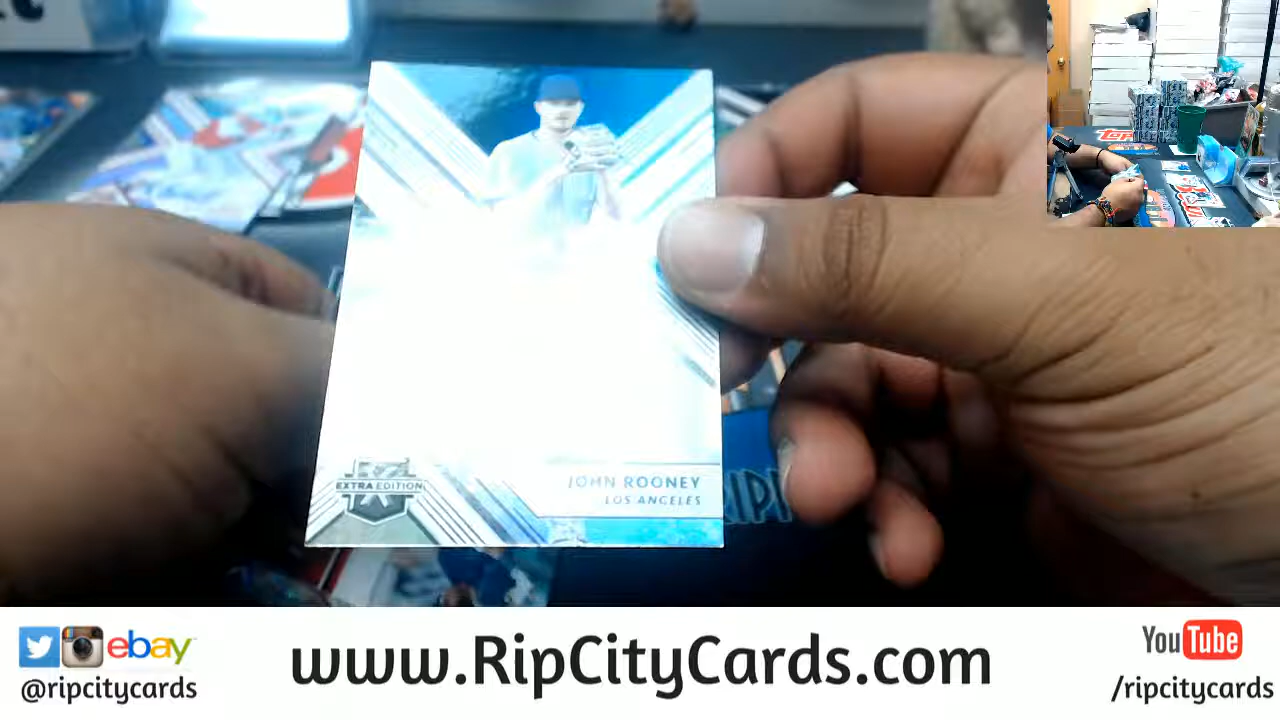 EXTRA EDITION
JOHN ROONEY
LOS ANGELES
ebay
@ripcitycards
www.RipCityCards.com
YouTube
/ripcitycards